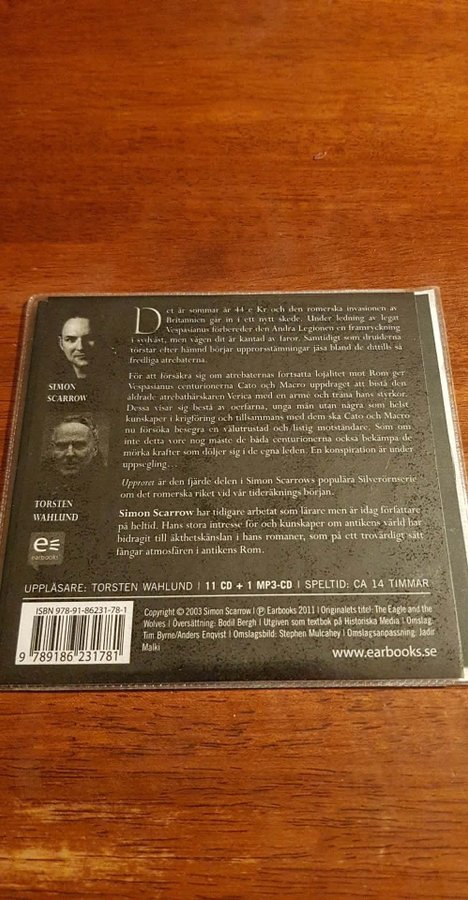 Det är sommar år 44 e Kr och den romerska invasionen av
Britannien går in i ett nytt skede. Under ledning av legat
Vespasianus förbereder den Andra Legionen en framryckning
i sydväst, men vägen dit är kantad av faror. Samtidigt som druiderna
törstar efter hämnd börjar upprorsstämningar jäsa bland de dittills så
fredliga atrebaterna.
För att försäkra sig om atrebaternas fortsatta lojalitet mot Rom ger
Vespasianus centurionerna Cato och Macro uppdraget att bistå den
åldrade atrebathärskaren Verica med en armé och träna hans styrkor.
Dessa visar sig bestå av oerfarna, unga män utan några som helst
kunskaper i krigföring och tillsammans med dem ska Cato och Macro
nu försöka besegra en välutrustad och listig motståndare. Som om
inte detta vore nog måste de båda centurionerna också bekämpa de
mörka krafter som döljer sig i de egna leden. En konspiration är under
uppsegling...
Upproret är den fjärde delen i Simon Scarrows populära Silverörnserie
om det romerska riket vid vår tideräknings början.
Simon Scarrow har tidigare arbetat som lärare men är idag författare
på heltid. Hans stora intresse för och kunskaper om antikens värld har
bidragit till äkthetskänslan i hans romaner, som på ett trovärdigt sätt
fångar atmosfären i antikens Rom.
SIMON
SCARROW
TORSTEN
WAHLUND
e
earbooks
UPPLÄSARE: TORSTEN WAHLUND | 11 CD + 1 MP3-CD | SPELTID: CA 14 TIMMAR
ISBN 978-91-86231-78-1
9 789186 231781
Copyright © 2003 Simon Scarrow | ℗ Earbooks 2011 | Originalets titel: The Eagle and the
Wolves | Översättning: Bodil Bergh | Utgiven som textbok på Historiska Media | Omslag:
Tim Byrne/Anders Enqvist | Omslagsbild: Stephen Mulcahey | Omslagsanpassning: Jadir
Malki
www.earbooks.se